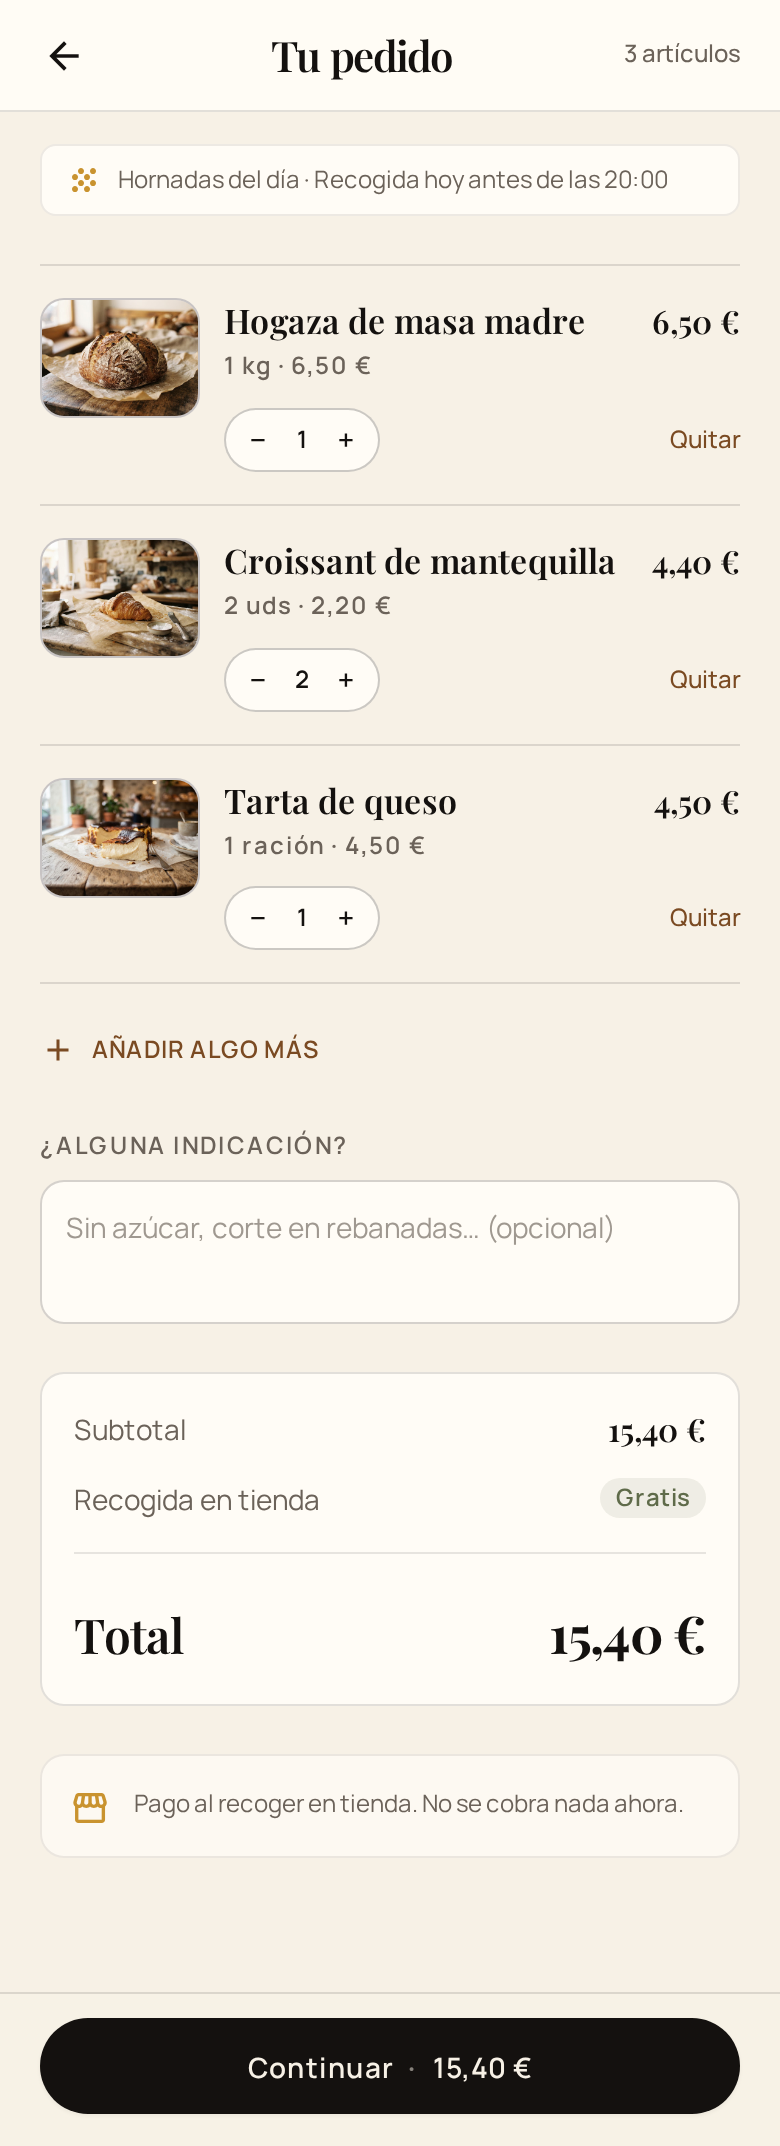 Tu pedido
3 artículos
Hornadas del día · Recogida hoy antes de las 20:00
Hogaza de masa madre 6,50 €
1 kg · 6,50 €
− 1 + Quitar
Croissant de mantequilla 4,40 €
2 uds · 2,20 €
− 2 + Quitar
Tarta de queso 4,50 €
1 ración · 4,50 €
− 1 + Quitar
+ AÑADIR ALGO MÁS
¿ALGUNA INDICACIÓN?
Sin azúcar, corte en rebanadas... (opcional)
Subtotal 15,40 €
Recogida en tienda Gratis
Total 15,40 €
Pago al recoger en tienda. No se cobra nada ahora.
Continuar · 15,40 €